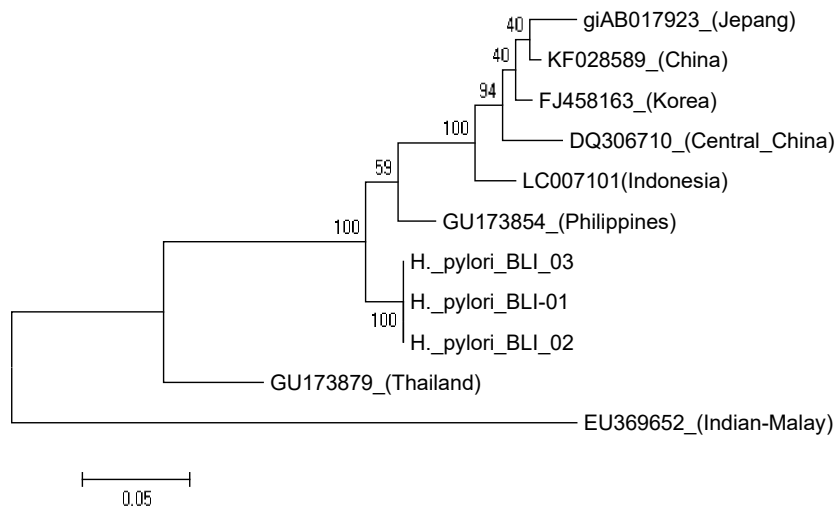 40
giAB017923_(Jepang)
40
KF028589_(China)
94
FJ458163_(Korea)
100
DQ306710_(Central_China)
59
LC007101(Indonesia)
100
GU173854_(Philippines)
H._pylori_BLI_03
H._pylori_BLI-01
100
H._pylori_BLI_02
GU173879_(Thailand)
EU369652_(Indian-Malay)
0.05